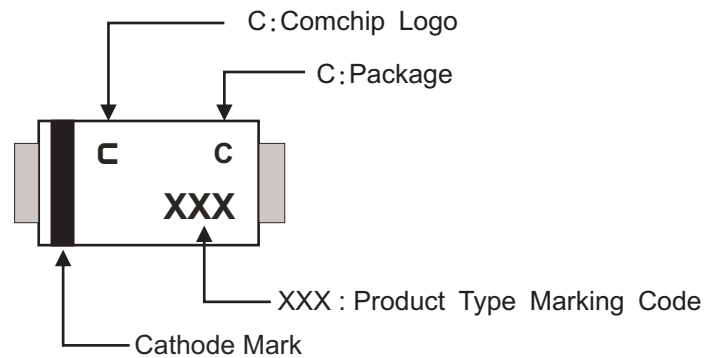 C:Comchip Logo
C:Package
C C
XXX
XXX : Product Type Marking Code
Cathode Mark